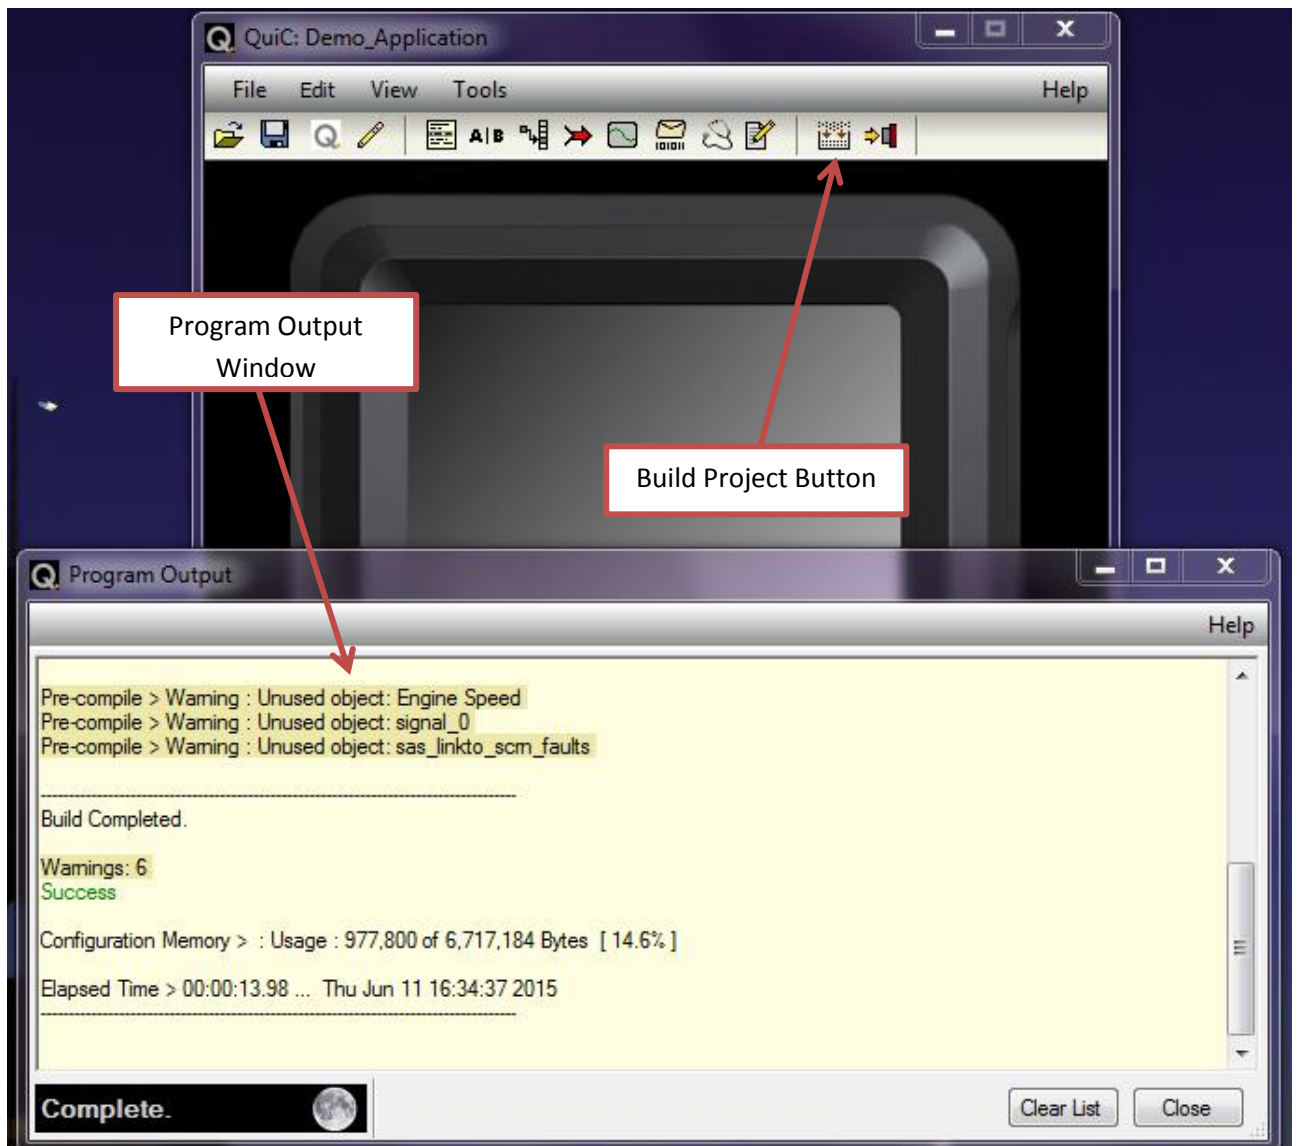 QuiC: Demo_Application
File Edit View Tools Help
A|B
101011
Program Output
Window
Build Project Button
Program Output
Help
Pre-compile > Warning : Unused object: Engine Speed
Pre-compile > Warning : Unused object: signal_0
Pre-compile > Warning : Unused object: sas_linkto_scrn_faults
Build Completed.
Warnings: 6
Success
Configuration Memory > : Usage : 977,800 of 6,717,184 Bytes [ 14.6% ]
Elapsed Time > 00:00:13.98 ... Thu Jun 11 16:34:37 2015
Complete.
Clear List Close